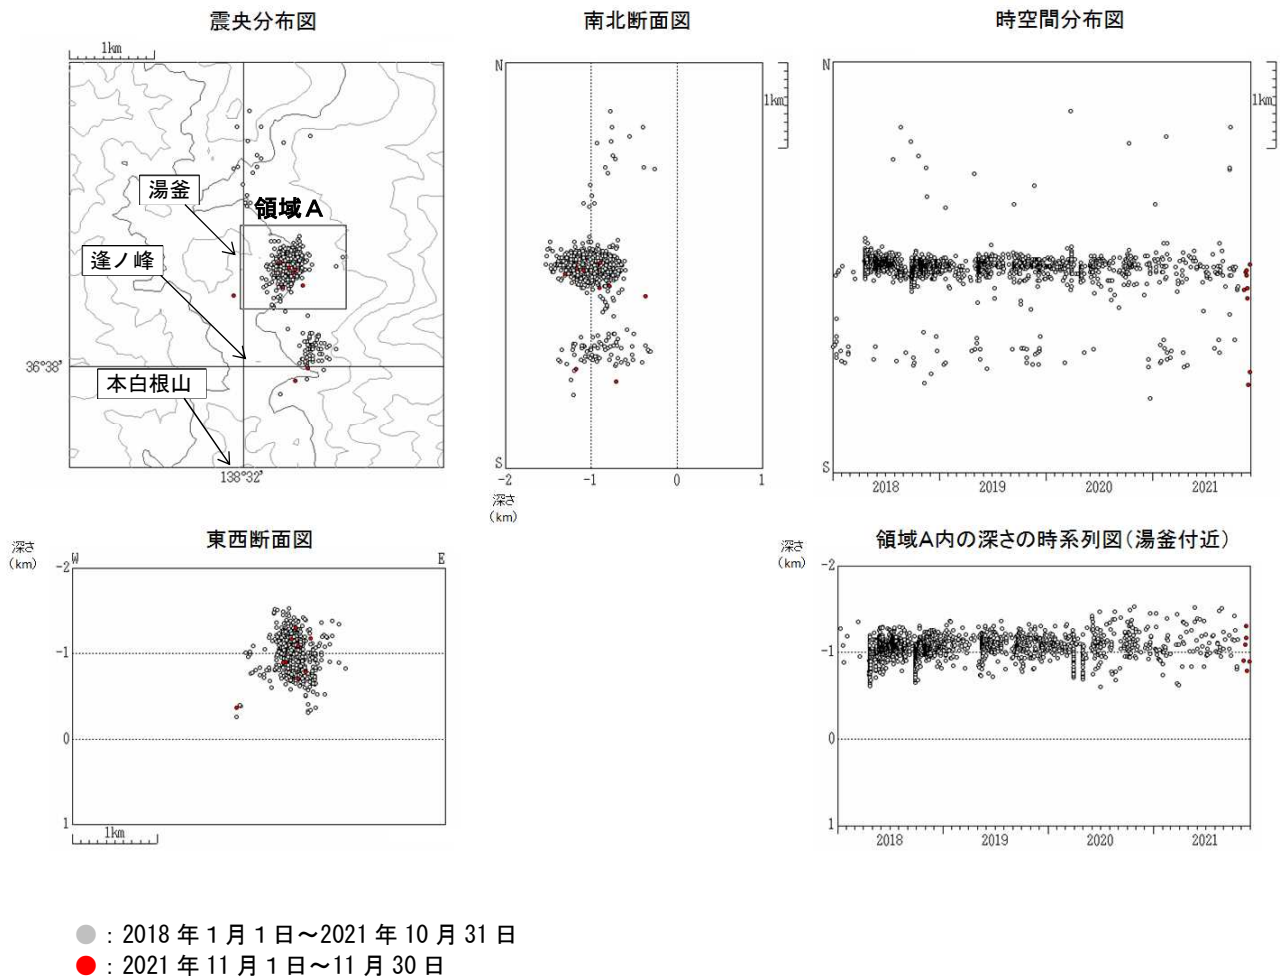 震央分布図
1km
湯釜
領域A
逢ノ峰
36°38′
本白根山
138°32′
南北断面図
N
1km
S
-2
-1
0
1
深さ
(km)
時空間分布図
N
1km
S
2018
2019
2020
2021
東西断面図
深さ
(km)
W
E
-2
-1
0
1
1km
領域A内の深さの時系列図(湯釜付近)
深さ
(km)
-2
-1
0
1
2018
2019
2020
2021
:2018年1月1日~2021年10月31日
:2021年11月1日~11月30日